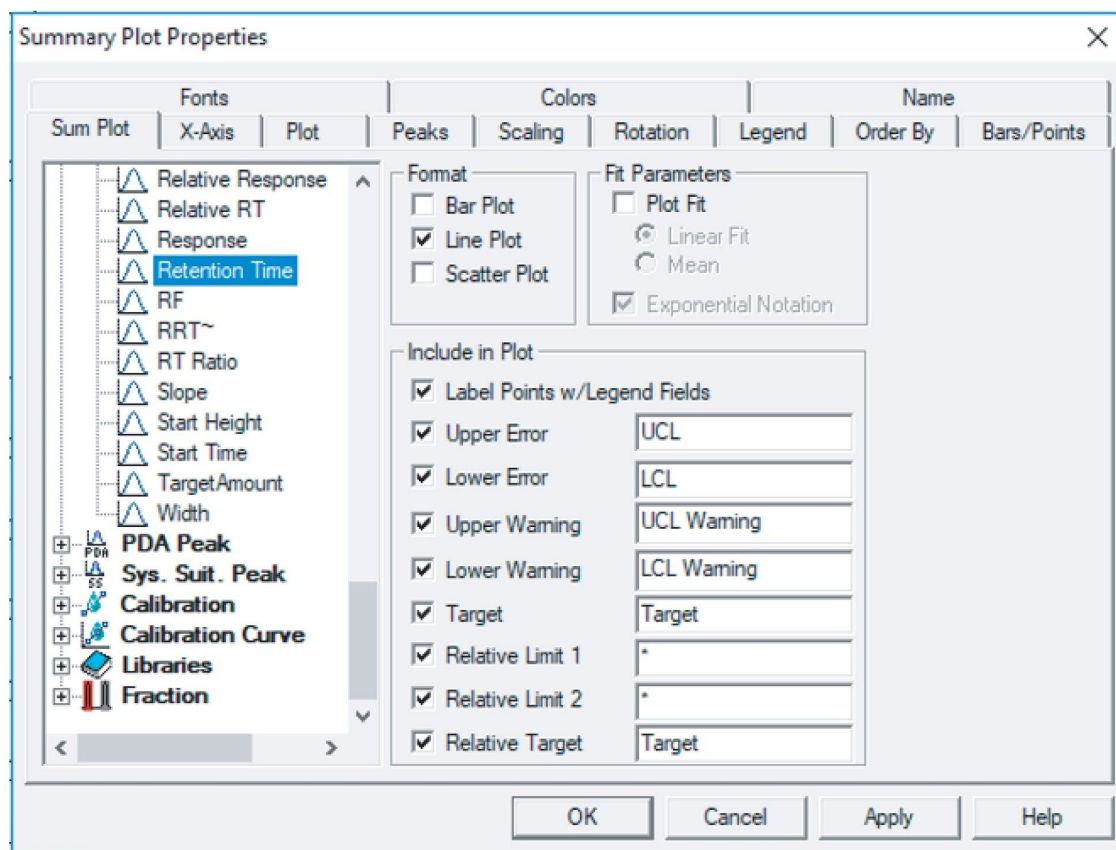 Summary Plot Properties
Fonts
Colors
Name
Sum Plot
X-Axis
Plot
Peaks
Scaling
Rotation
Legend
Order By
Bars/Points
Relative Response
Relative RT
Response
Retention Time
RF
RRT~
RT Ratio
Slope
Start Height
Start Time
TargetAmount
Width
PDA
PDA Peak
SS
Sys. Suit. Peak
Calibration
Calibration Curve
Libraries
Fraction
Format
Bar Plot
Line Plot
Scatter Plot
Fit Parameters
Plot Fit
Linear Fit
Mean
Exponential Notation
Include in Plot
Label Points w/Legend Fields
Upper Error UCL
Lower Error LCL
Upper Warning UCL Warning
Lower Warning LCL Warning
Target Target
Relative Limit 1 *
Relative Limit 2 *
Relative Target Target
OK
Cancel
Apply
Help